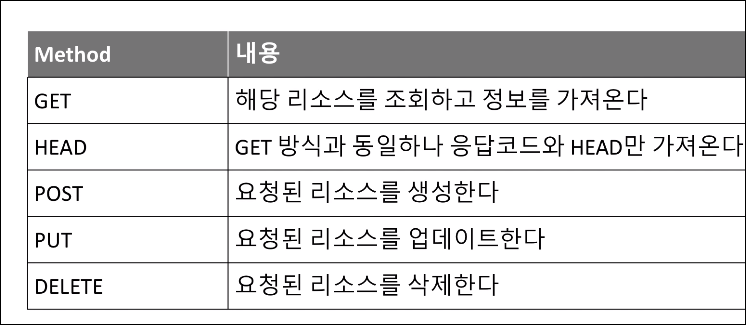 Method 내용
GET 해당 리소스를 조회하고 정보를 가져온다
HEAD GET 방식과 동일하나 응답코드와 HEAD만 가져온다
POST 요청된 리소스를 생성한다
PUT 요청된 리소스를 업데이트한다
DELETE 요청된 리소스를 삭제한다